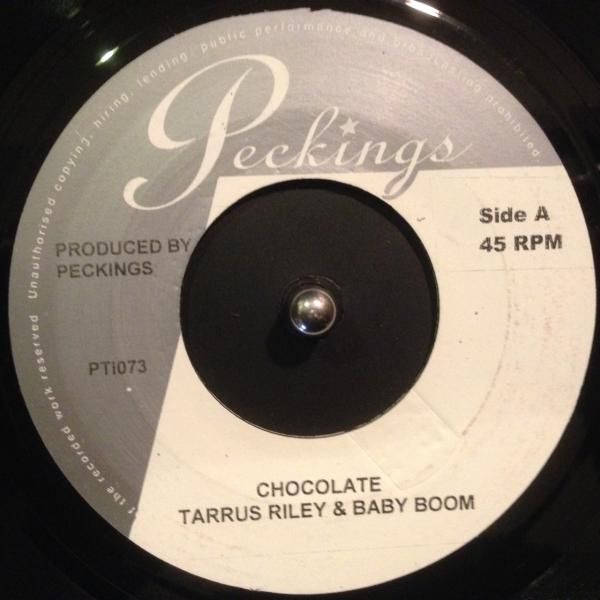 Unauthorised copying, hiring, lending, public performance and broadcasting prohibited
Peckings
Side A
45 RPM
PRODUCED BY
PECKINGS
PTi073
CHOCOLATE
TARRUS RILEY & BABY BOOM
the recorded work reserved